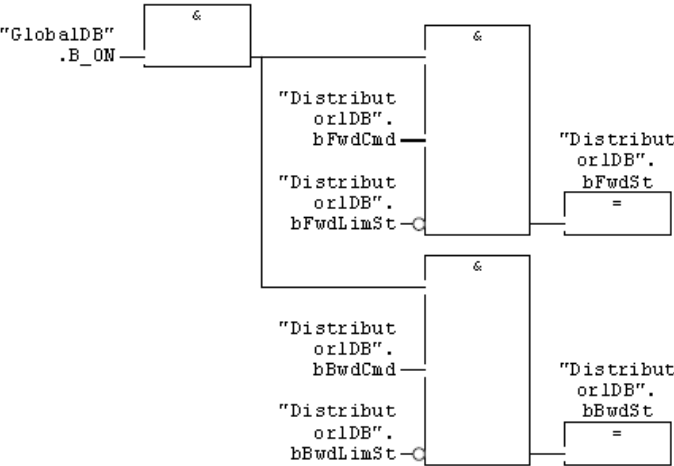 &
"GlobalDB"
.B_ON
&
"Distribut
or1DB".
bFwdCmd
"Distribut
or1DB".
bFwdLimSt
"Distribut
or1DB".
bFwdSt
=
&
"Distribut
or1DB".
bBwdCmd
"Distribut
or1DB".
bBwdLimSt
"Distribut
or1DB".
bBwdSt
=